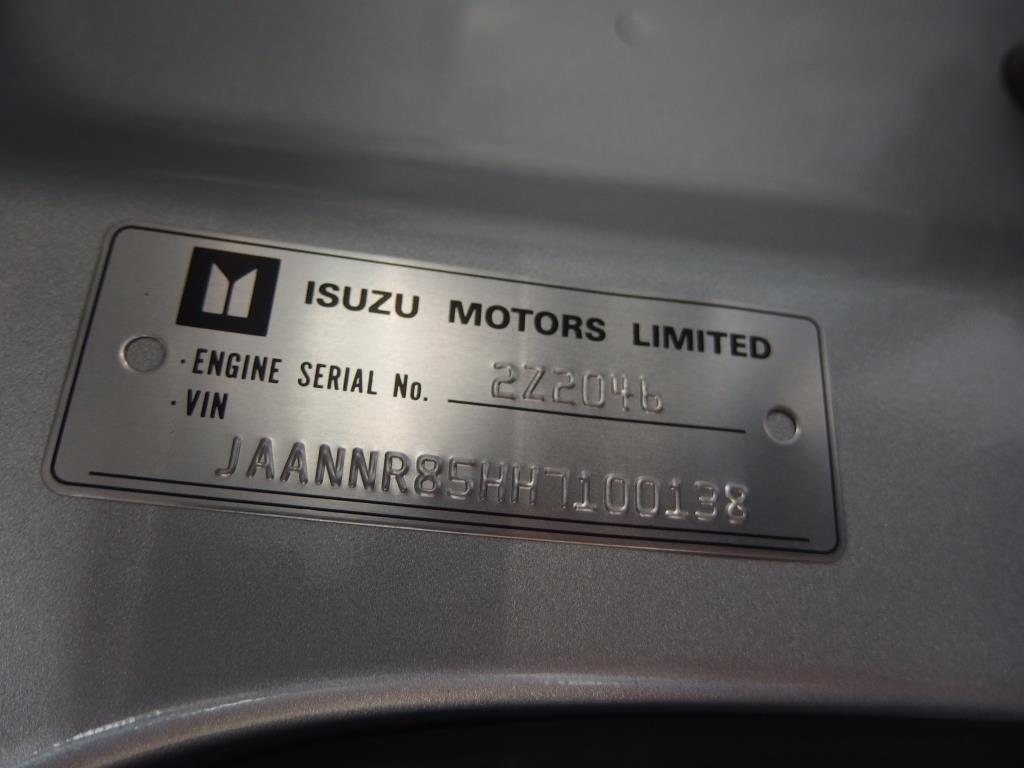 ISUZU MOTORS LIMITED
·ENGINE SERIAL No. 2Z2046
·VIN
JAANNR85HH7100138